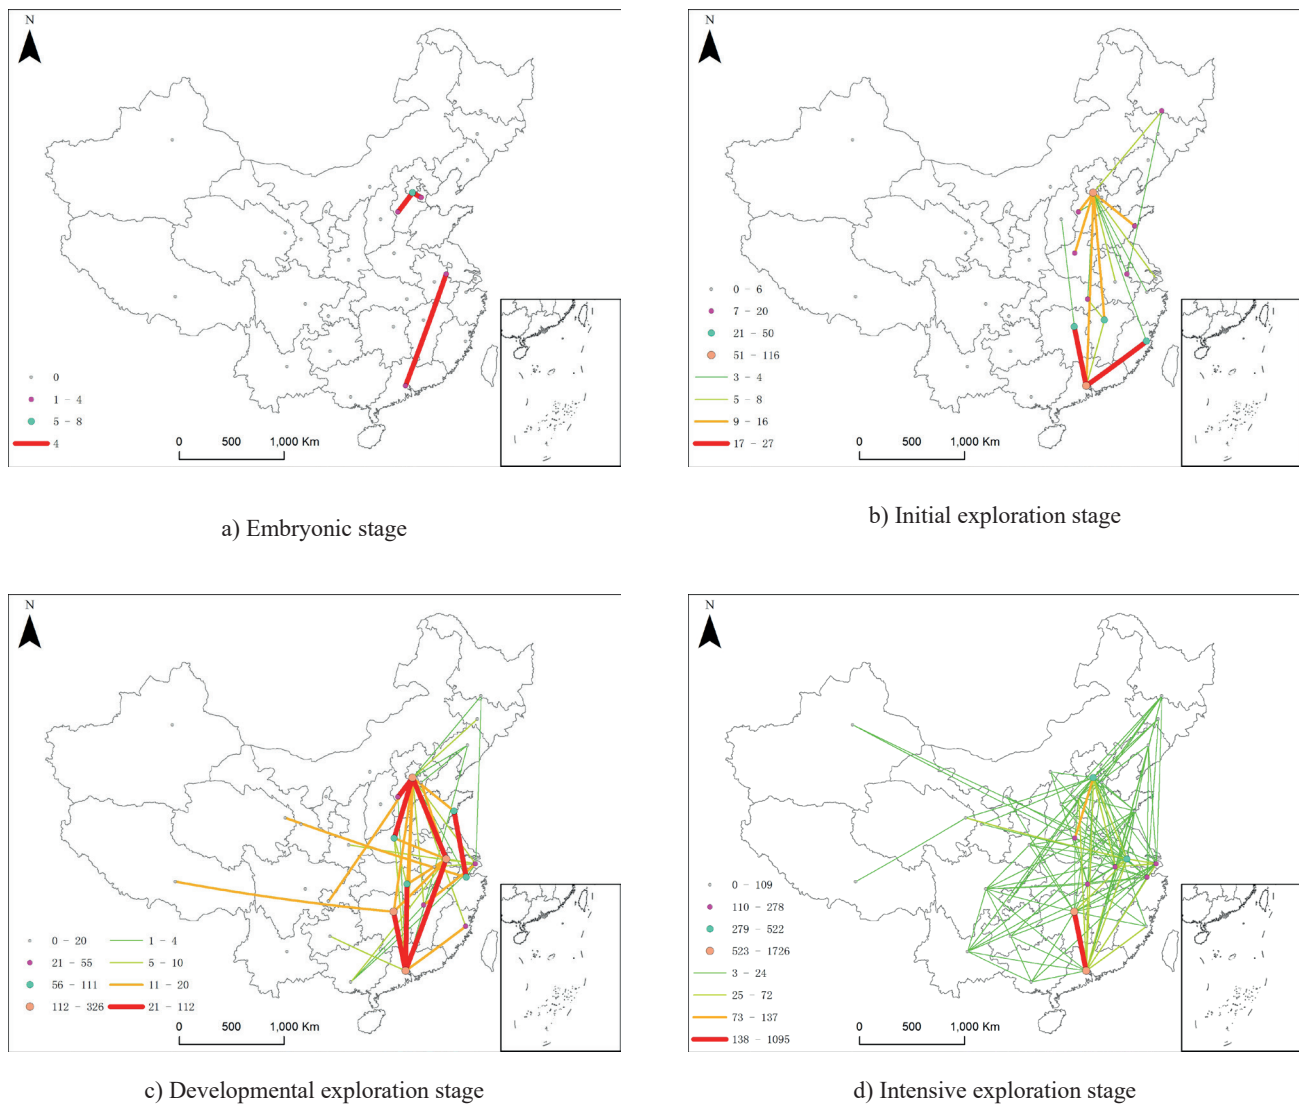 N
0
1 – 4
5 – 8
4
0 500 1,000 Km
a) Embryonic stage
N
0 – 6
7 – 20
21 – 50
51 – 116
3 – 4
5 – 8
9 – 16
17 – 27
0 500 1,000 Km
b) Initial exploration stage
N
0 – 20 1 – 4
21 – 55 5 – 10
56 – 111 11 – 20
112 – 326 21 – 112
0 500 1,000 Km
c) Developmental exploration stage
N
0 – 109
110 – 278
279 – 522
523 – 1726
3 – 24
25 – 72
73 – 137
138 – 1095
0 500 1,000 Km
d) Intensive exploration stage